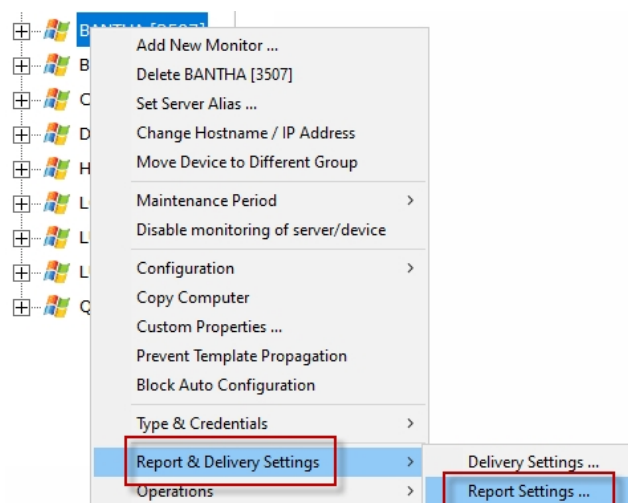 BANTHA [3507]
Add New Monitor ...
B
Delete BANTHA [3507]
C
Set Server Alias ...
D
Change Hostname / IP Address
H
Move Device to Different Group
L
Maintenance Period
L
Disable monitoring of server/device
L
Configuration
Q
Copy Computer
Custom Properties ...
Prevent Template Propagation
Block Auto Configuration
Type & Credentials
Report & Delivery Settings
Delivery Settings ...
Operations
Report Settings ...